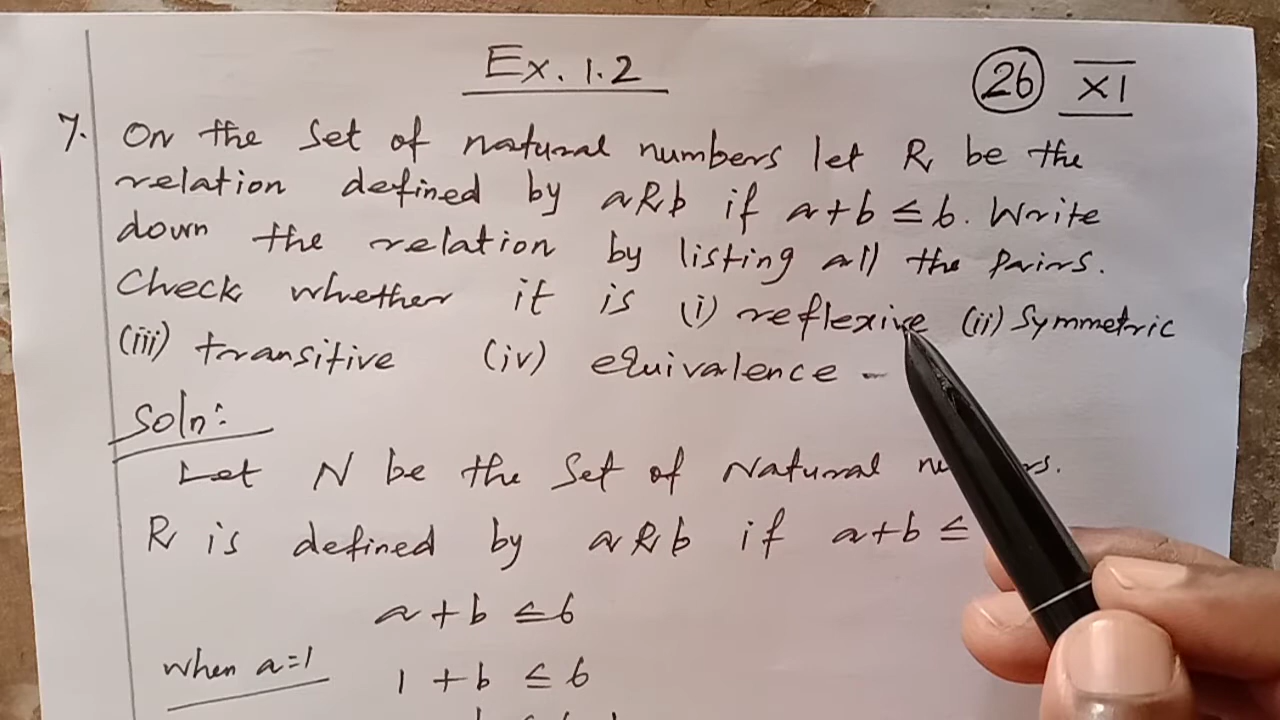 Ex. 1.2
26 XI
7. On the set of natural numbers let R be the
relation defined by aRb if a+b ≤ 6. Write
down the relation by listing all the pairs.
Check whether it is (i) reflexive (ii) Symmetric
(iii) transitive (iv) equivalence -
Soln:
Let N be the Set of Natural
R is defined by aRb if a+b ≤
a + b ≤ 6
When a=1 1 + b ≤ 6